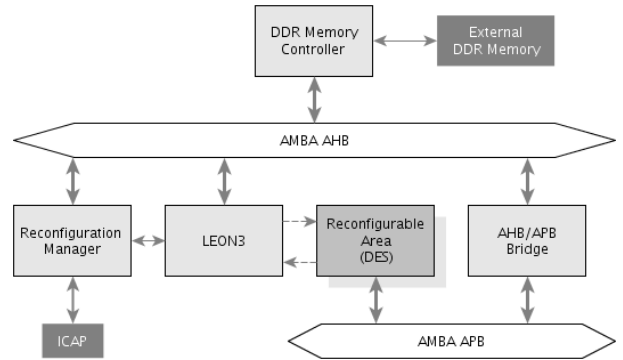 DDR Memory
Controller
External
DDR Memory
AMBA AHB
Reconfiguration
Manager
LEON3
Reconfigurable
Area
(DES)
AHB/APB
Bridge
ICAP
AMBA APB